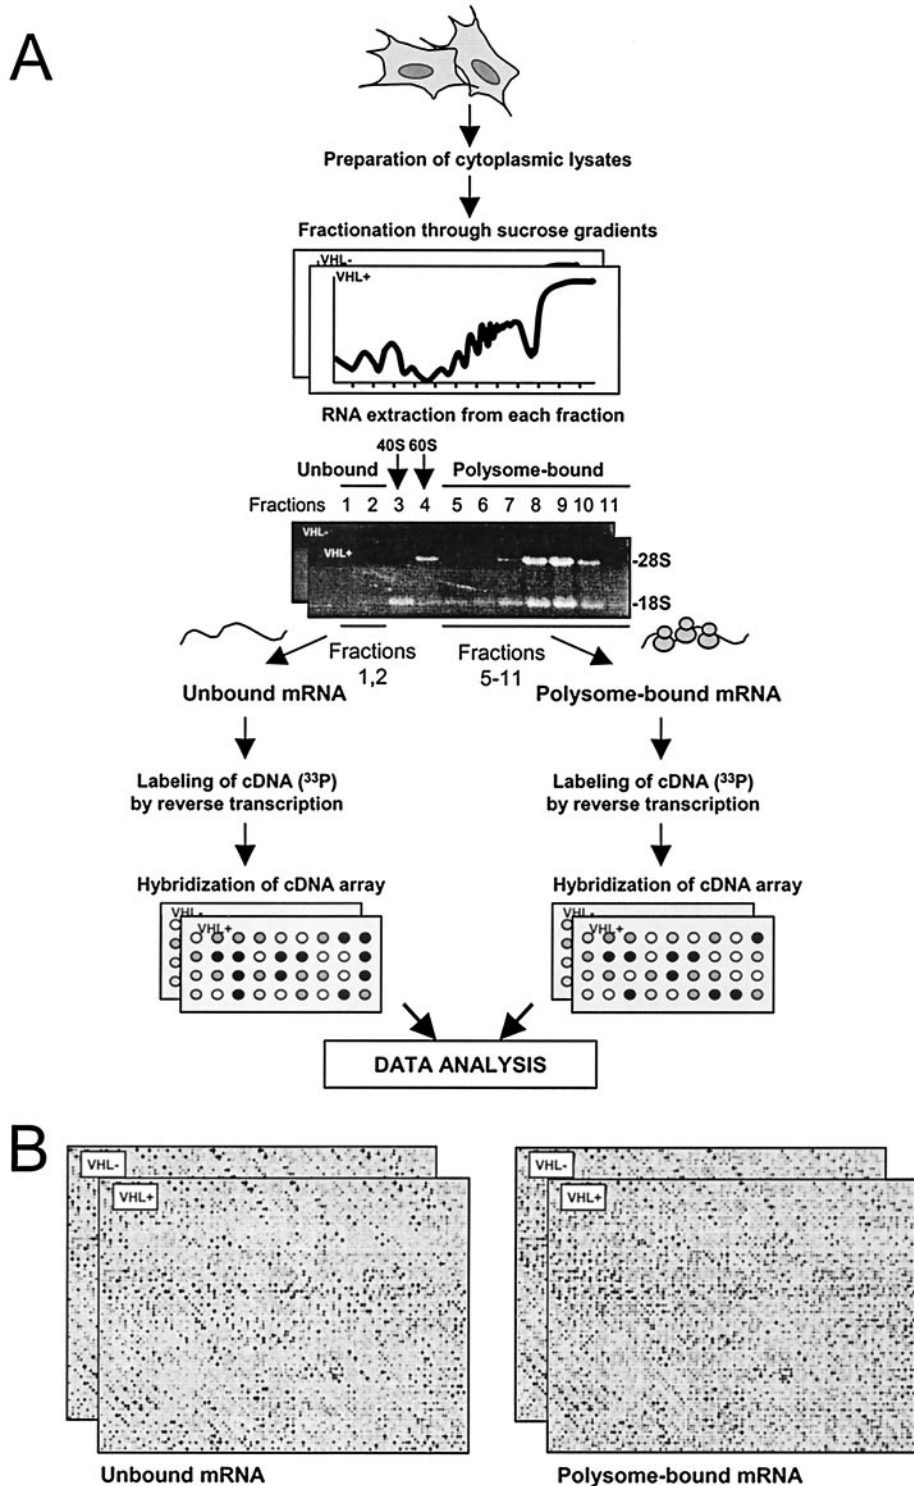 A
Preparation of cytoplasmic lysates
Fractionation through sucrose gradients
VHL-
VHL+
RNA extraction from each fraction
40S 60S
Unbound
Polysome-bound
Fractions 1 2 3 4 5 6 7 8 9 10 11
VHL-
VHL+
-28S
-18S
Fractions
1,2
Fractions
5-11
Unbound mRNA
Polysome-bound mRNA
Labeling of cDNA (³³P)
by reverse transcription
Labeling of cDNA (³³P)
by reverse transcription
Hybridization of cDNA array
Hybridization of cDNA array
VHL-
VHL+
VHL-
VHL+
DATA ANALYSIS
B
VHL-
VHL+
VHL-
VHL+
Unbound mRNA
Polysome-bound mRNA